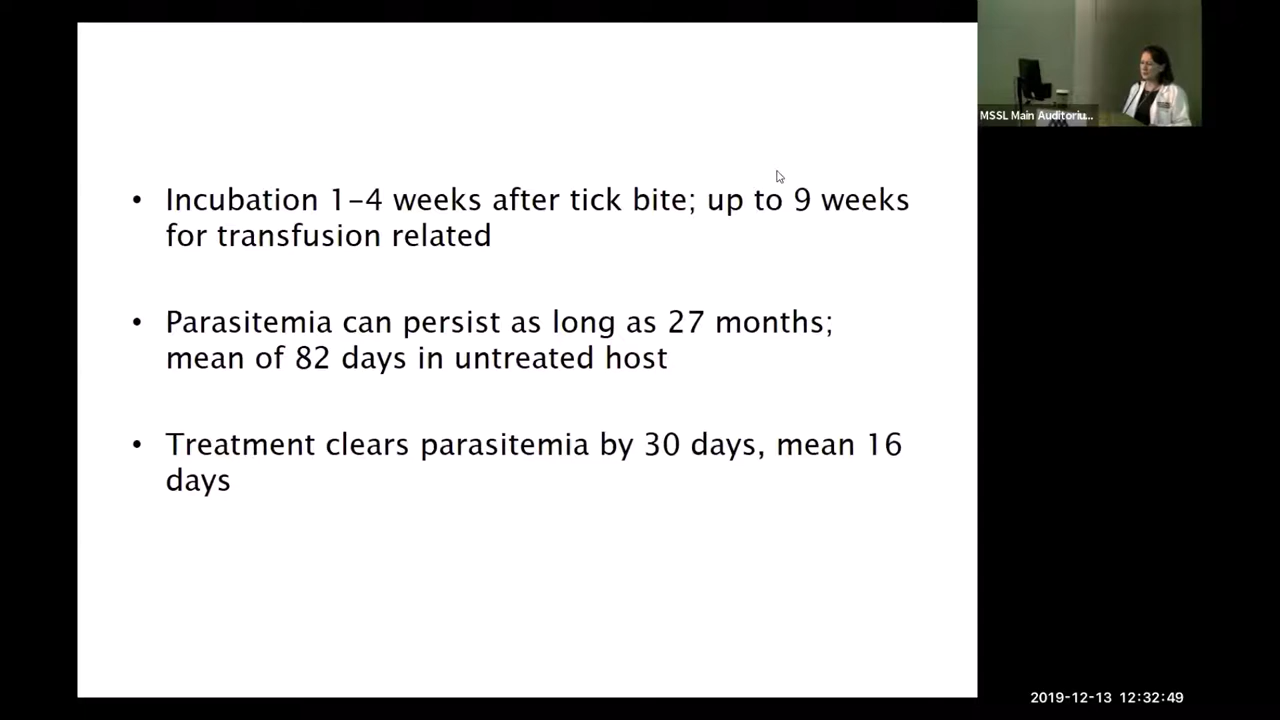 MSSL Main Auditoriu...
• Incubation 1–4 weeks after tick bite; up to 9 weeks
for transfusion related
• Parasitemia can persist as long as 27 months;
mean of 82 days in untreated host
• Treatment clears parasitemia by 30 days, mean 16
days
2019-12-13 12:32:49